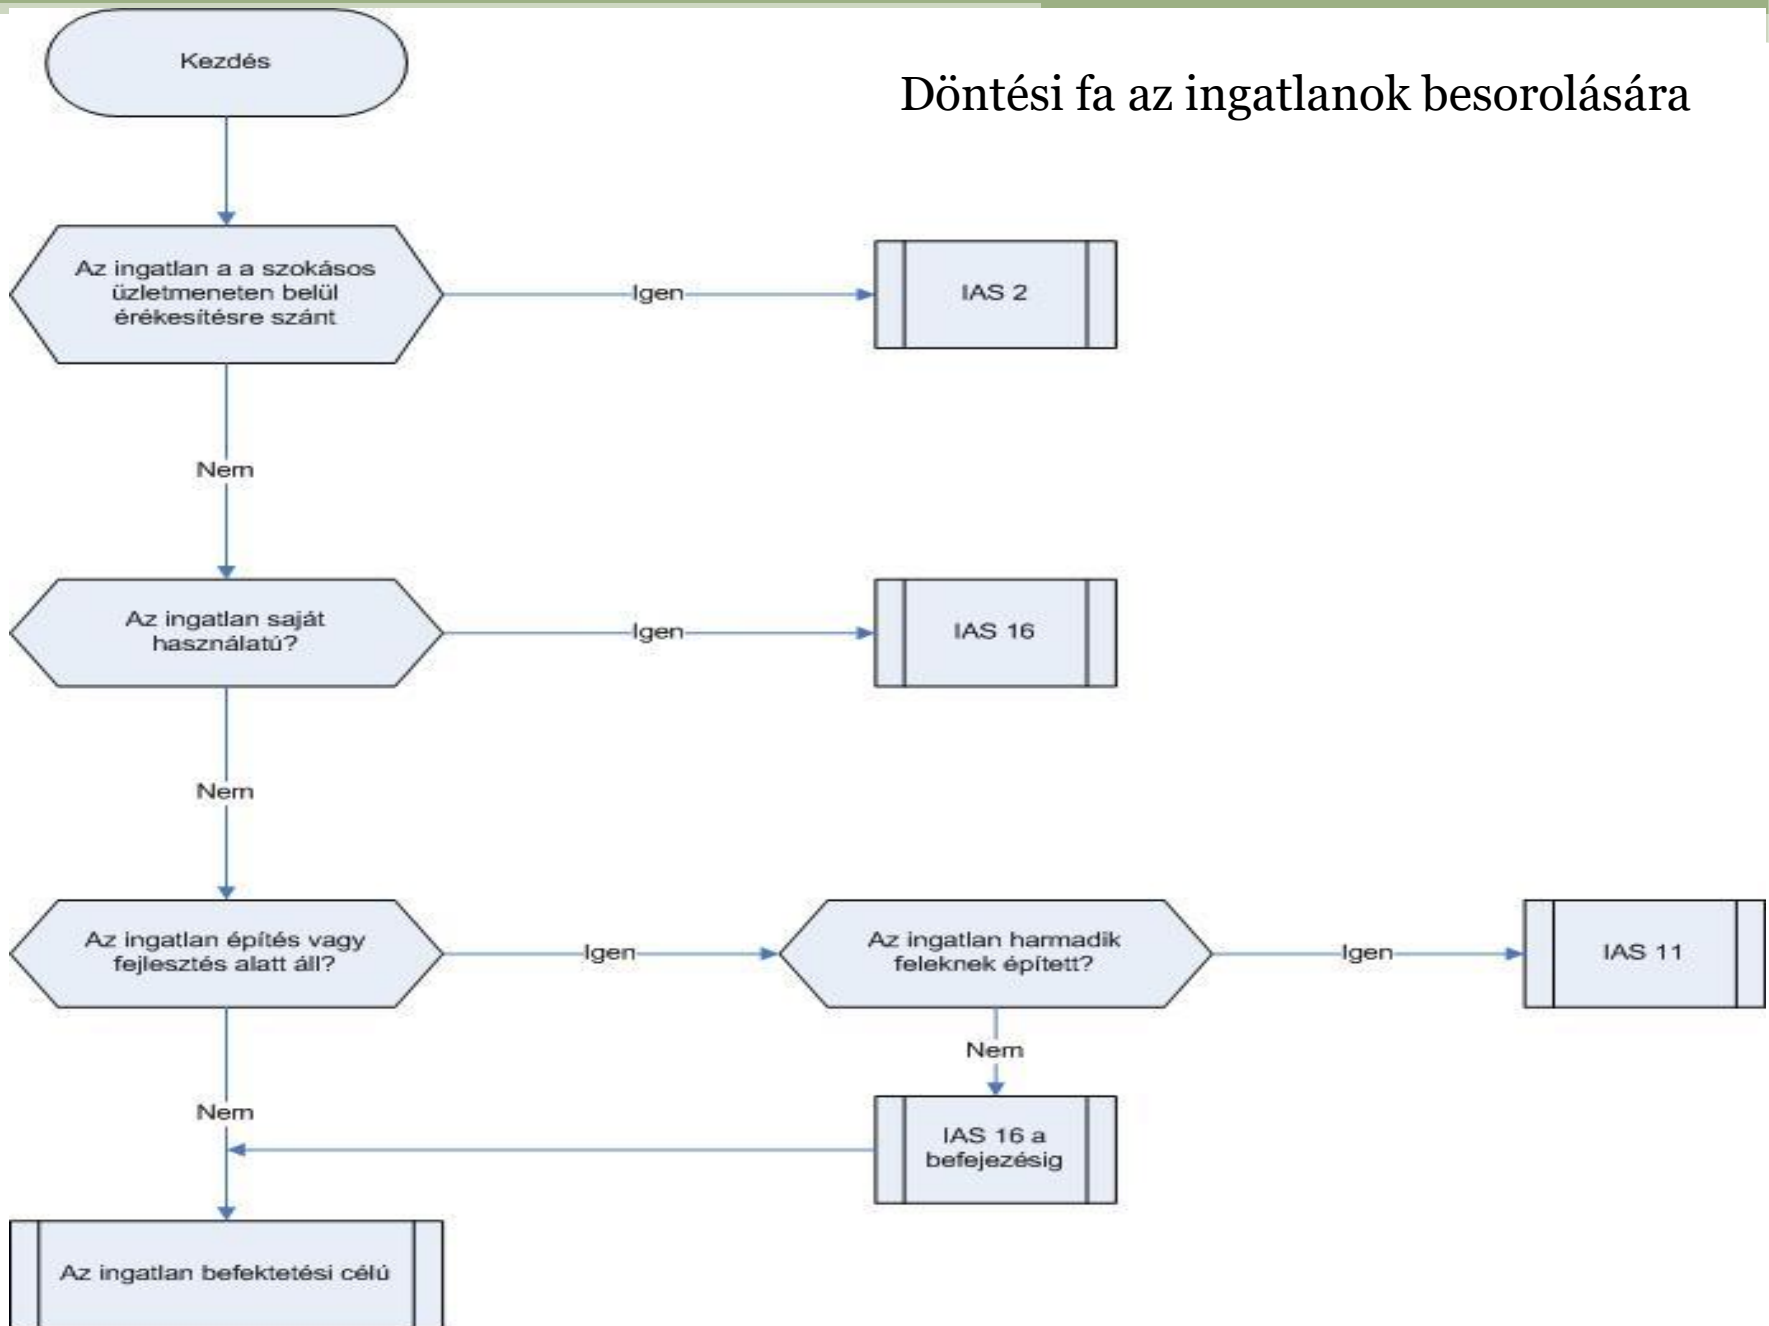 Kezdés
Döntési fa az ingatlanok besorolására
Az ingatlan a a szokásos
üzletmeneten belül
érékesítésre szánt
Igen
IAS 2
Nem
Az ingatlan saját
használatú?
Igen
IAS 16
Nem
Az ingatlan építés vagy
fejlesztés alatt áll?
Igen
Az ingatlan harmadik
feleknek épített?
Igen
IAS 11
Nem
Nem
IAS 16 a
befejezésig
Az ingatlan befektetési célú